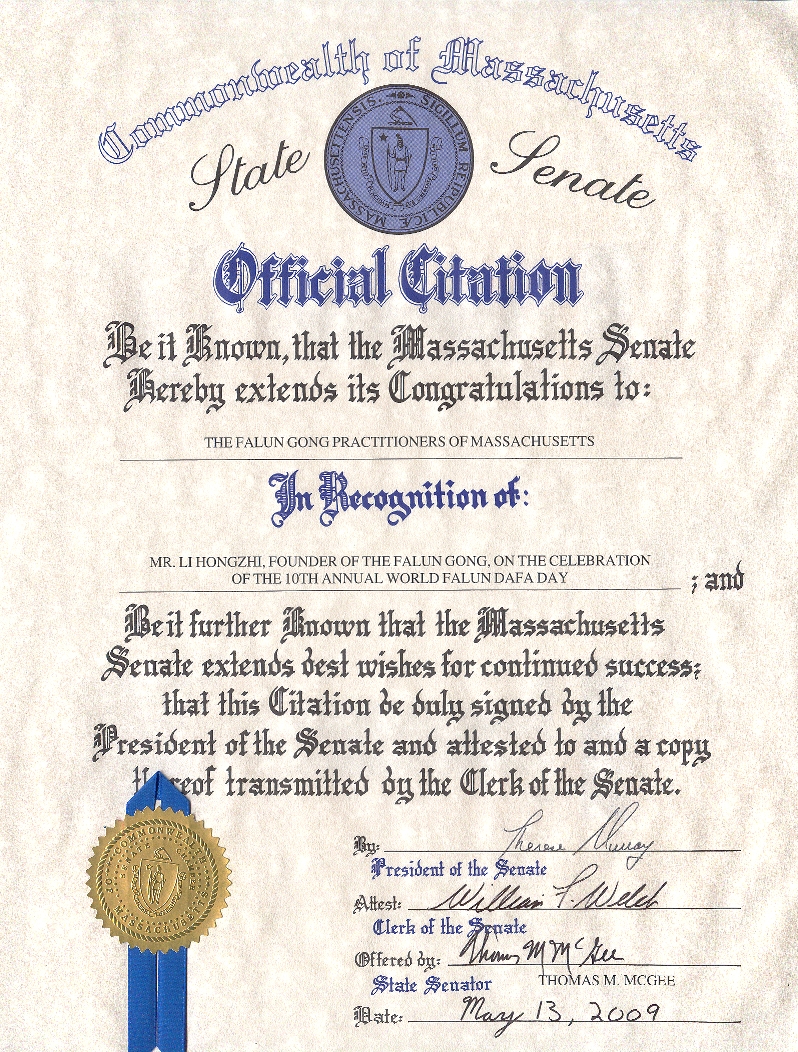 Commonwealth of Massachusetts
State Senate
SIGILLUM REIPUBLICÆ MASSACHUSETTENSIS
Official Citation
Be it Known, that the Massachusetts Senate
Hereby extends its Congratulations to:
THE FALUN GONG PRACTITIONERS OF MASSACHUSETTS
In Recognition of:
MR. LI HONGZHI, FOUNDER OF THE FALUN GONG, ON THE CELEBRATION
OF THE 10TH ANNUAL WORLD FALUN DAFA DAY
; and
Be it further Known that the Massachusetts
Senate extends best wishes for continued success;
that this Citation be duly signed by the
President of the Senate and attested to and a copy
thereof transmitted by the Clerk of the Senate.
By: Therese Murray
President of the Senate
Attest: William F. Welch
Clerk of the Senate
Offered by: Thomas M McGee
State Senator THOMAS M. MCGEE
Date: May 13, 2009